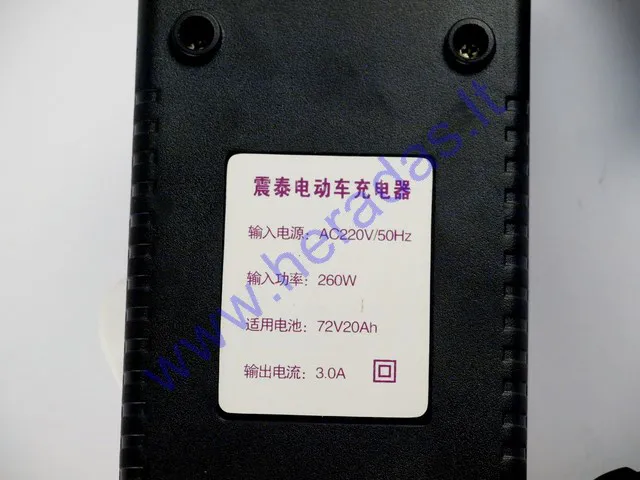 震泰电动车充电器
输入电源: AC220V/50Hz
输入功率: 260W
适用电池: 72V20Ah
输出电流: 3.0A
www.heradas.lt